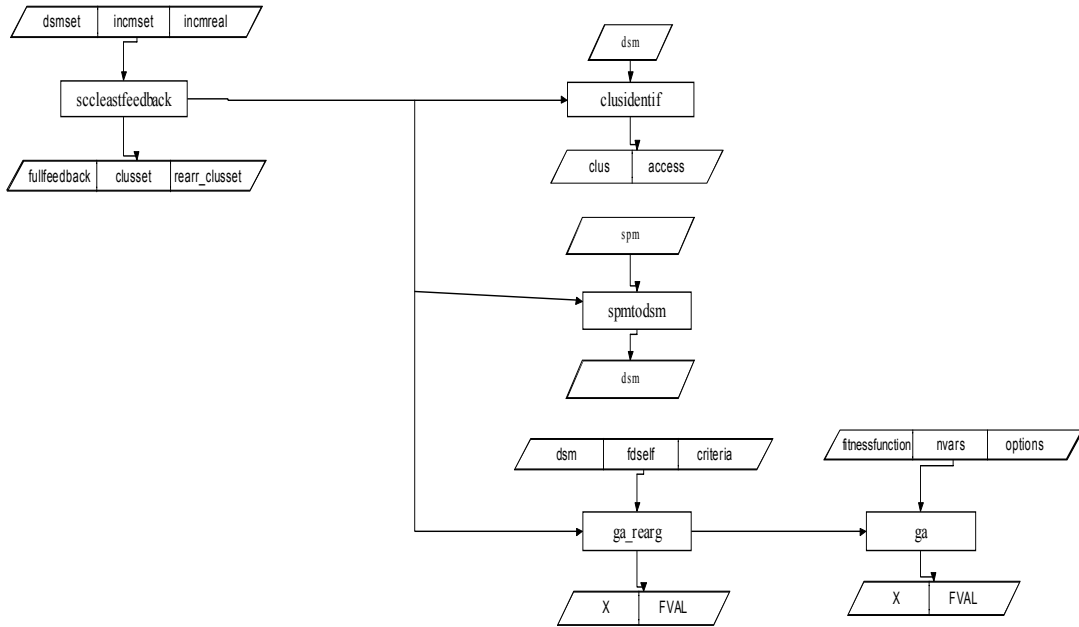 dsmset incmset incmreal
sccleastfeedback
fullfeedback clusset rearr_clusset
dsm
clusidentif
clus access
spm
spmtodsm
dsm
dsm fdself criteria
ga_rearg
X FVAL
fitnessfunction nvars options
ga
X FVAL